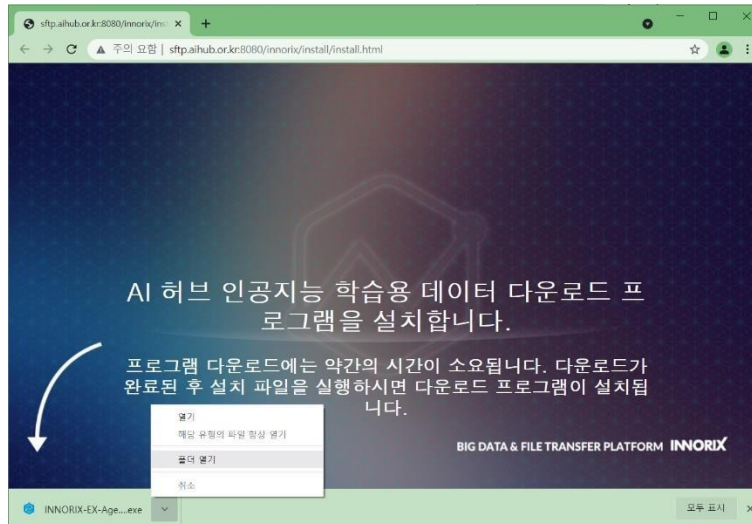 sftp.aihub.or.kr:8080/innorix/ins
주의 요함 | sftp.aihub.or.kr:8080/innorix/install/install.html
AI 허브 인공지능 학습용 데이터 다운로드 프
로그램을 설치합니다.
프로그램 다운로드에는 약간의 시간이 소요됩니다. 다운로드가
완료된 후 설치 파일을 실행하시면 다운로드 프로그램이 설치됩
니다.
열기
해당 유형의 파일 항상 열기
폴더 열기
취소
BIG DATA & FILE TRANSFER PLATFORM INNORIX
INNORIX-EX-Age....exe
모두 표시